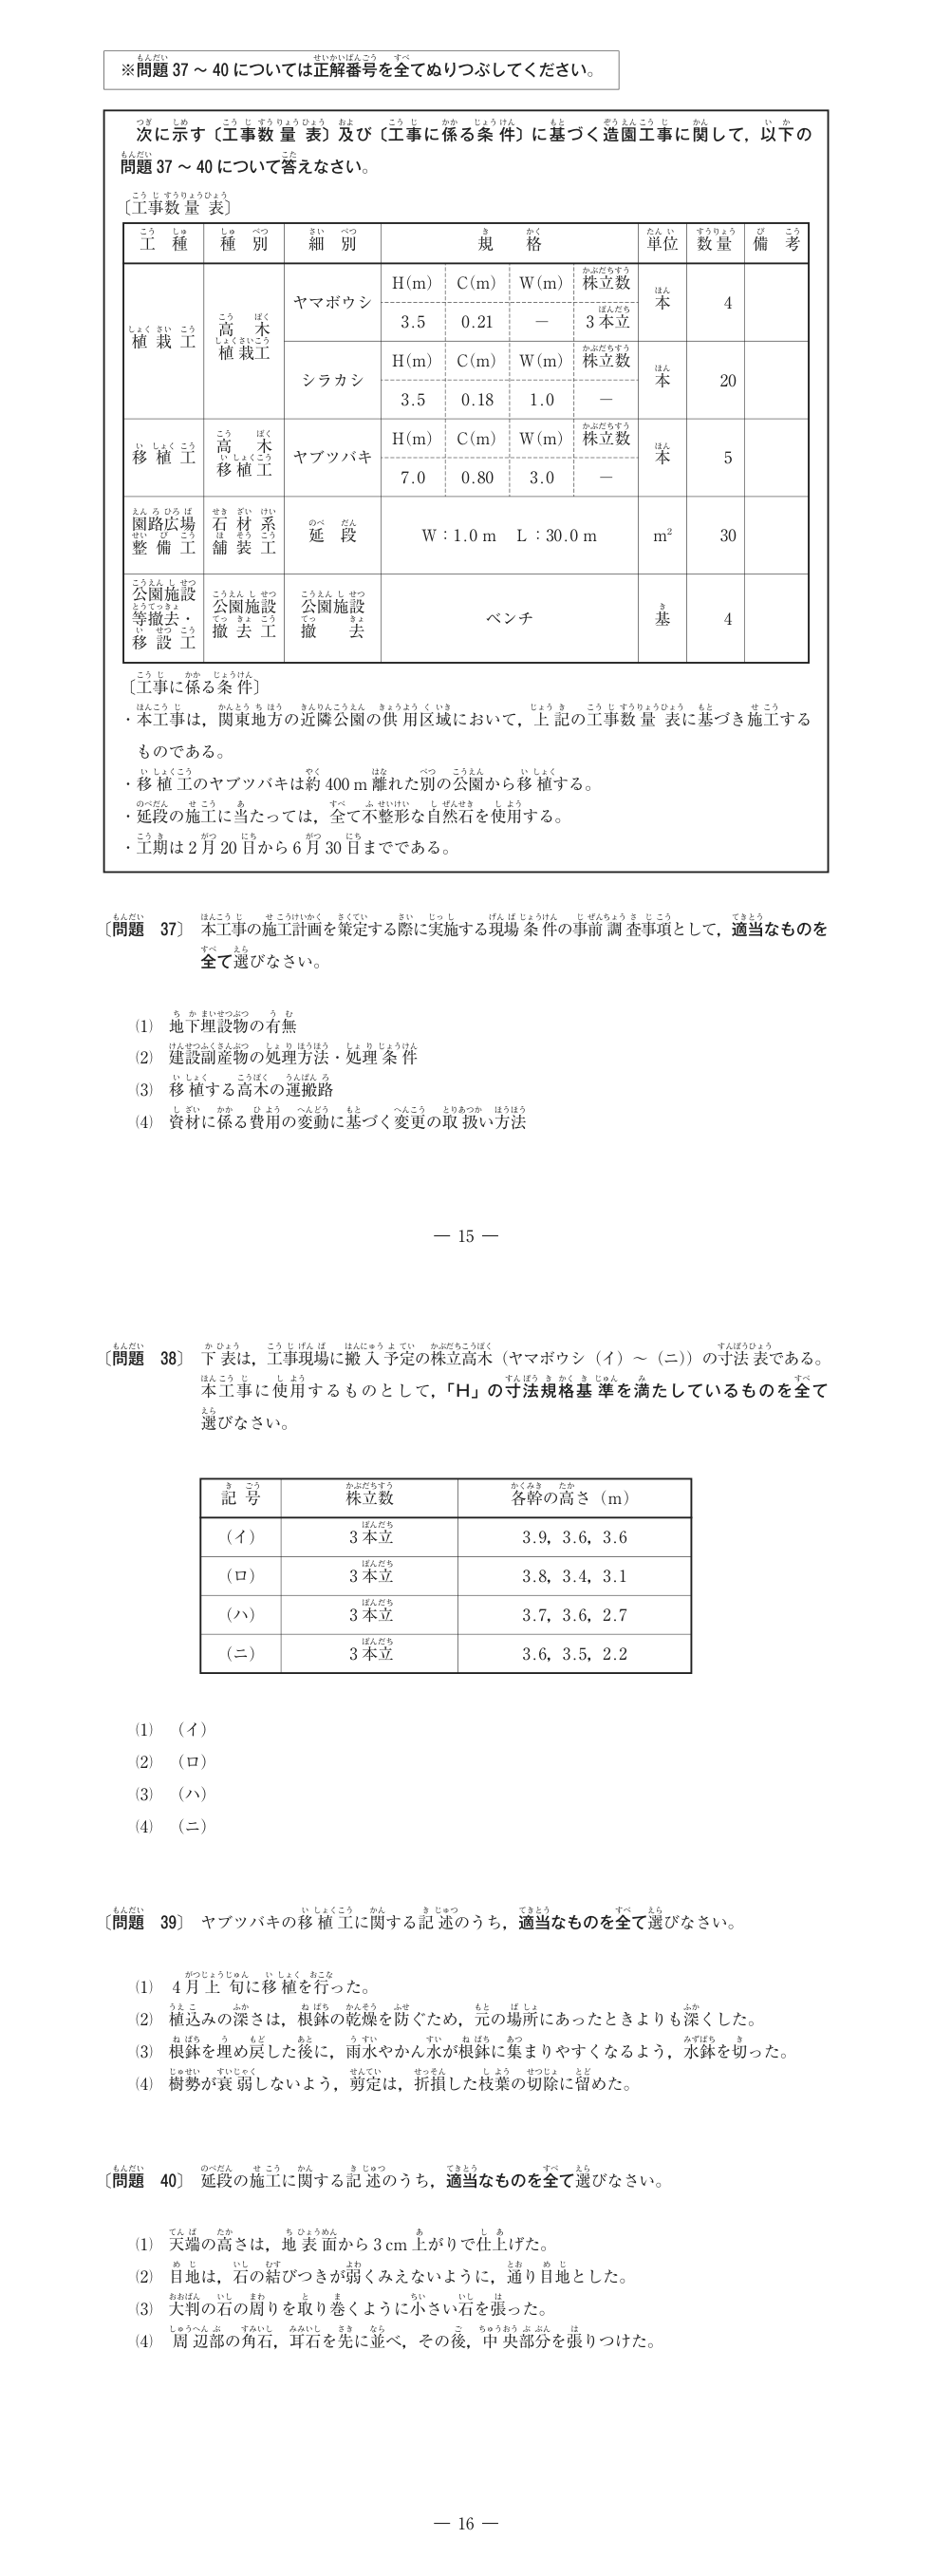 ※問題 37 ～ 40 については正解番号を全てぬりつぶしてください。
次に示す〔工事数量表〕及び〔工事に係る条件〕に基づく造園工事に関して，以下の
問題 37 ～ 40 について答えなさい。
〔工事数量表〕
工種 種別 細別 規格 単位 数量 備考
植栽工 高木植栽工 ヤマボウシ H(m) C(m) W(m) 株立数 本 4
3.5 0.21 － 3本立
シラカシ H(m) C(m) W(m) 株立数 本 20
3.5 0.18 1.0 －
移植工 高木移植工 ヤブツバキ H(m) C(m) W(m) 株立数 本 5
7.0 0.80 3.0 －
園路広場整備工 石材系舗装工 延段 W：1.0 m L：30.0 m m² 30
公園施設等撤去・移設工 公園施設撤去工 公園施設撤去 ベンチ 基 4
〔工事に係る条件〕
・本工事は，関東地方の近隣公園の供用区域において，上記の工事数量表に基づき施工する
ものである。
・移植工のヤブツバキは約 400 m 離れた別の公園から移植する。
・延段の施工に当たっては，全て不整形な自然石を使用する。
・工期は 2 月 20 日から 6 月 30 日までである。
〔問題 37〕 本工事の施工計画を策定する際に実施する現場条件の事前調査事項として，適当なものを
全て選びなさい。
(1) 地下埋設物の有無
(2) 建設副産物の処理方法・処理条件
(3) 移植する高木の運搬路
(4) 資材に係る費用の変動に基づく変更の取扱い方法
― 15 ―
〔問題 38〕 下表は，工事現場に搬入予定の株立高木（ヤマボウシ（イ）～（ニ））の寸法表である。
本工事に使用するものとして，「H」の寸法規格基準を満たしているものを全て
選びなさい。
記号 株立数 各幹の高さ（m）
（イ） 3本立 3.9，3.6，3.6
（ロ） 3本立 3.8，3.4，3.1
（ハ） 3本立 3.7，3.6，2.7
（ニ） 3本立 3.6，3.5，2.2
(1) （イ）
(2) （ロ）
(3) （ハ）
(4) （ニ）
〔問題 39〕 ヤブツバキの移植工に関する記述のうち，適当なものを全て選びなさい。
(1) 4月上旬に移植を行った。
(2) 植込みの深さは，根鉢の乾燥を防ぐため，元の場所にあったときよりも深くした。
(3) 根鉢を埋め戻した後に，雨水やかん水が根鉢に集まりやすくなるよう，水鉢を切った。
(4) 樹勢が衰弱しないよう，剪定は，折損した枝葉の切除に留めた。
〔問題 40〕 延段の施工に関する記述のうち，適当なものを全て選びなさい。
(1) 天端の高さは，地表面から 3 cm 上がりで仕上げた。
(2) 目地は，石の結びつきが弱くみえないように，通り目地とした。
(3) 大判の石の周りを取り巻くように小さい石を張った。
(4) 周辺部の角石，耳石を先に並べ，その後，中央部分を張りつけた。
― 16 ―